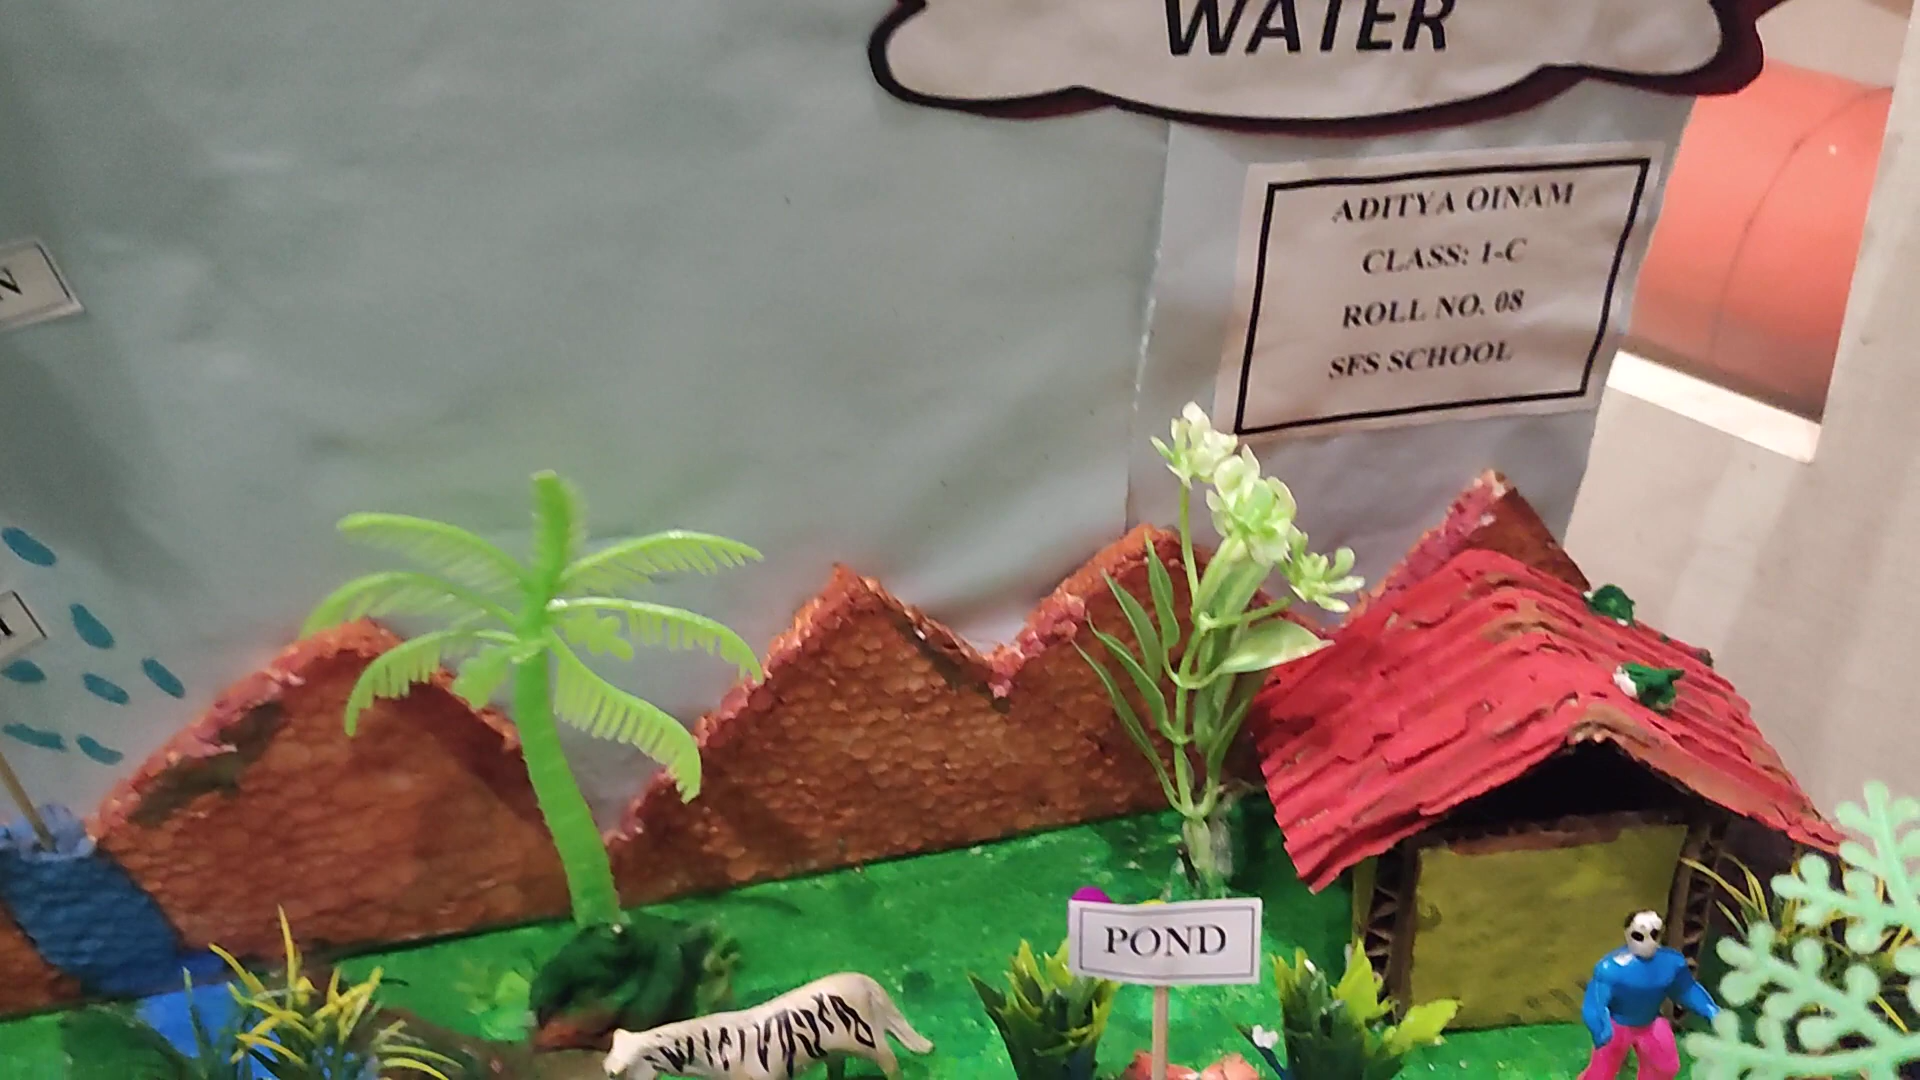 WATER
ADITYA OINAM
CLASS: 1-C
ROLL NO. 08
SFS SCHOOL
POND